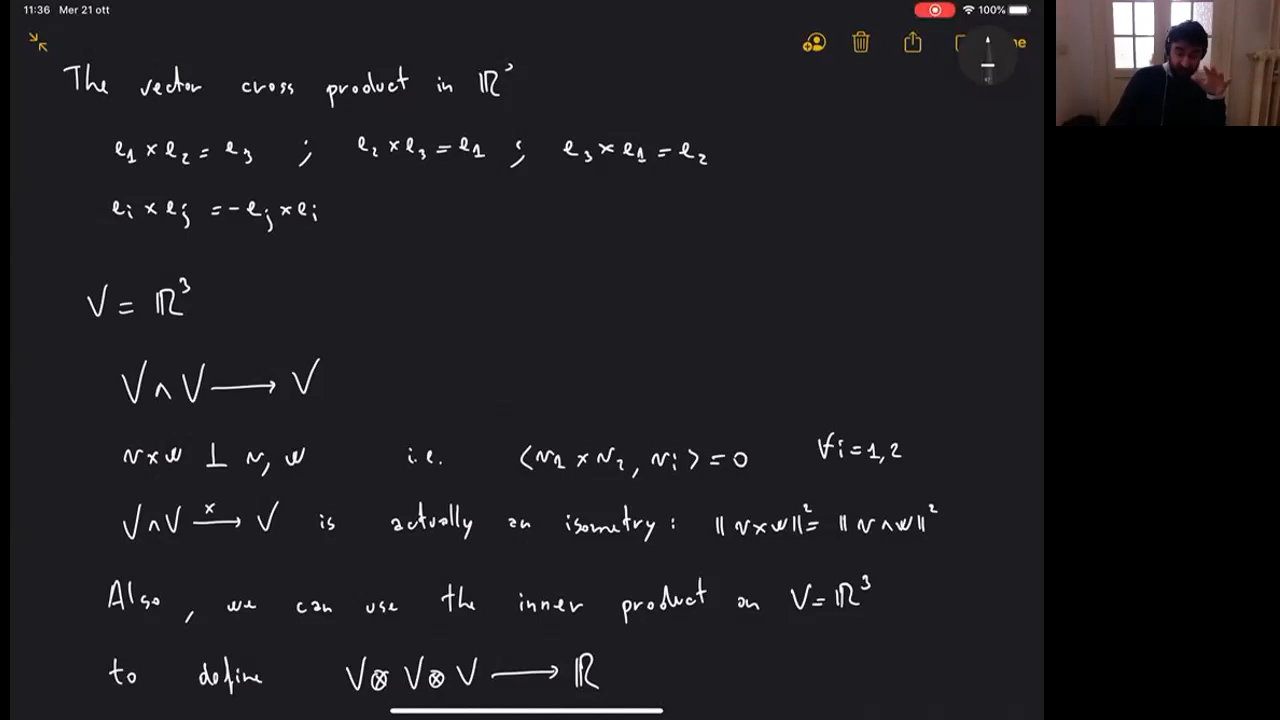 11:36 Mer 21 ott
100%
The vector cross product in ℝ³
e₁ × e₂ = e₃ ; e₂ × e₃ = e₁ ; e₃ × e₁ = e₂
eᵢ × eⱼ = - eⱼ × eᵢ
V = ℝ³
V ∧ V ⟶ V
v × w ⊥ v, w i.e. ⟨v₁ × v₂, vᵢ⟩ = 0 ∀ i = 1, 2
V ∧ V —×→ V is actually an isometry: ‖v × w‖² = ‖v ∧ w‖²
Also, we can use the inner product on V = ℝ³
to define V ⊗ V ⊗ V ⟶ ℝ